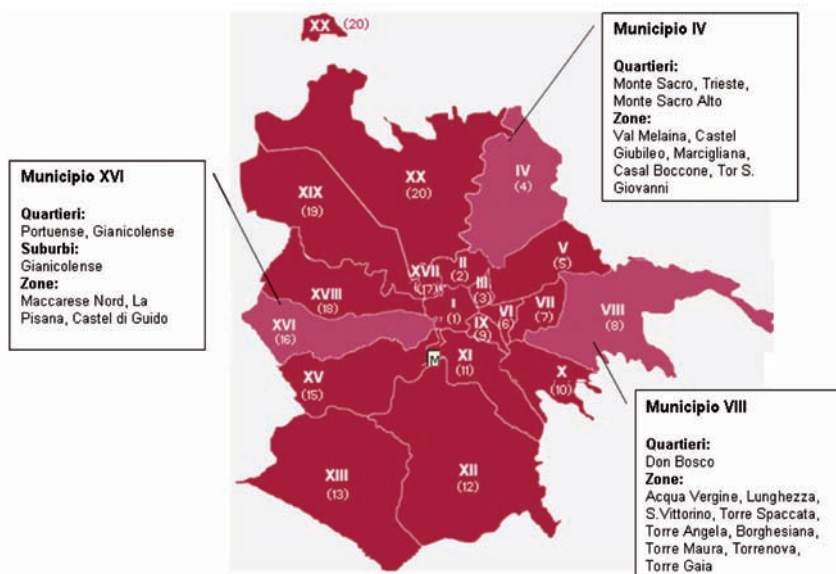 XX (20)
Municipio IV
Quartieri:
Monte Sacro, Trieste,
Monte Sacro Alto
Zone:
Val Melaina, Castel
Giubileo, Marcigliana,
Casal Boccone, Tor S.
Giovanni
Municipio XVI
Quartieri:
Portuense, Gianicolense
Suburbi:
Gianicolense
Zone:
Maccarese Nord, La
Pisana, Castel di Guido
XX
(20)
IV
(4)
XIX
(19)
V
(5)
XVII
(17)
II
(2)
III
(3)
XVIII
(18)
I
(1)
VI
(6)
VII
(7)
VIII
(8)
IX
(9)
XVI
(16)
M
XI
(11)
X
(10)
XV
(15)
XIII
(13)
XII
(12)
Municipio VIII
Quartieri:
Don Bosco
Zone:
Acqua Vergine, Lunghezza,
S.Vittorino, Torre Spaccata,
Torre Angela, Borghesiana,
Torre Maura, Torrenova,
Torre Gaia